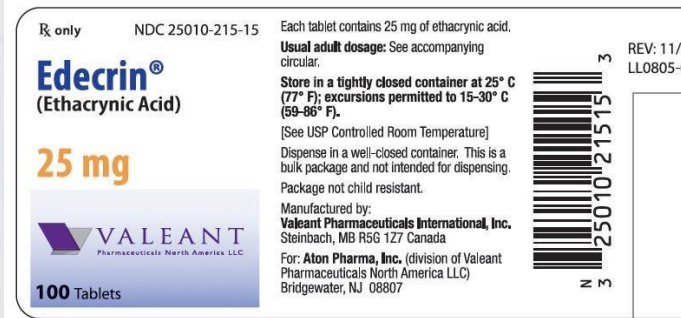 Rx only NDC 25010-215-15
Edecrin®
(Ethacrynic Acid)
25 mg
VALEANT
Pharmaceuticals North America LLC
100 Tablets
Each tablet contains 25 mg of ethacrynic acid.
Usual adult dosage: See accompanying
circular.
Store in a tightly closed container at 25° C
(77° F); excursions permitted to 15-30° C
(59-86° F).
[See USP Controlled Room Temperature]
Dispense in a well-closed container. This is a
bulk package and not intended for dispensing.
Package not child resistant.
Manufactured by:
Valeant Pharmaceuticals International, Inc.
Steinbach, MB R5G 1Z7 Canada
For: Aton Pharma, Inc. (division of Valeant
Pharmaceuticals North America LLC)
Bridgewater, NJ 08807
N 3 25010 21515 3
REV: 11/
LL0805-